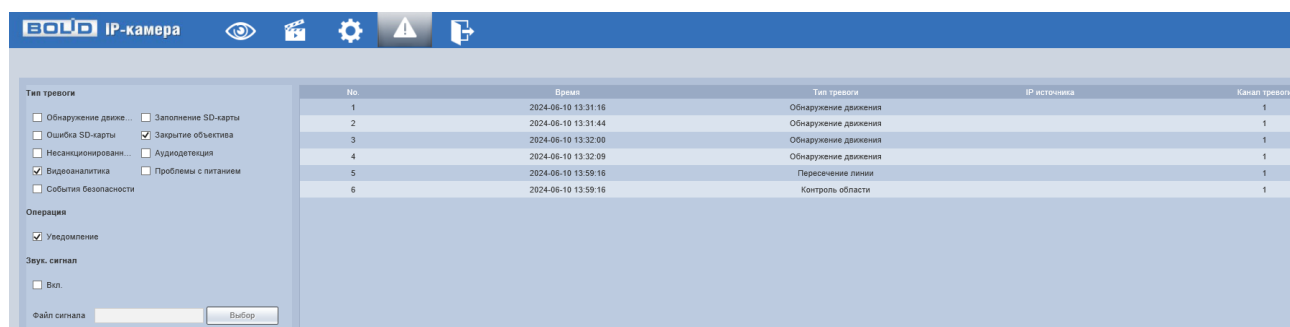 BOLID IP-камера
Тип тревоги
Обнаружение движе... Заполнение SD-карты
Ошибка SD-карты Закрытие объектива
Несанкционированн... Аудиодетекция
Видеоаналитика Проблемы с питанием
События безопасности
Операция
Уведомление
Звук. сигнал
Вкл.
Файл сигнала Выбор
No. Время Тип тревоги IP источника Канал тревоги
1 2024-06-10 13:31:16 Обнаружение движения 1
2 2024-06-10 13:31:44 Обнаружение движения 1
3 2024-06-10 13:32:00 Обнаружение движения 1
4 2024-06-10 13:32:09 Обнаружение движения 1
5 2024-06-10 13:59:16 Пересечение линии 1
6 2024-06-10 13:59:16 Контроль области 1